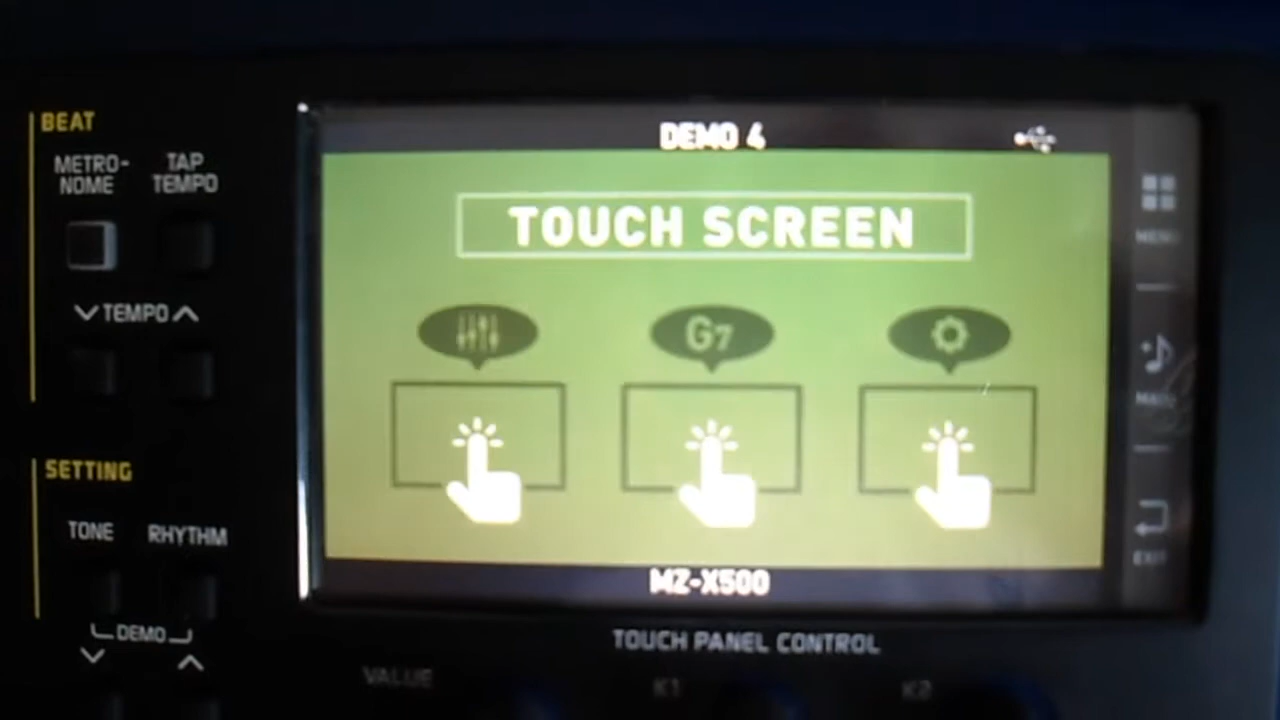 BEAT
METRO-
NOME
TAP
TEMPO
TEMPO
SETTING
TONE
RHYTHM
DEMO
DEMO 4
TOUCH SCREEN
G7
MZ-X500
MENU
MAIN
EXIT
TOUCH PANEL CONTROL
VALUE
K1
K2